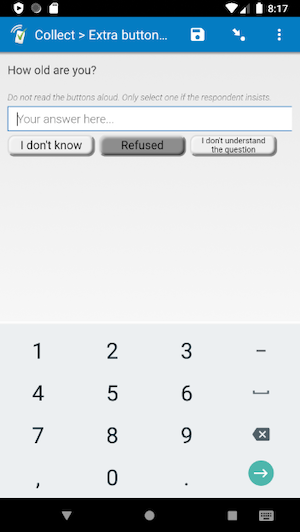 8:17
Collect > Extra button...
How old are you?
Do not read the buttons aloud. Only select one if the respondent insists.
Your answer here...
I don't know
Refused
I don't understand
the question
1 2 3 –
4 5 6
7 8 9
, 0 .